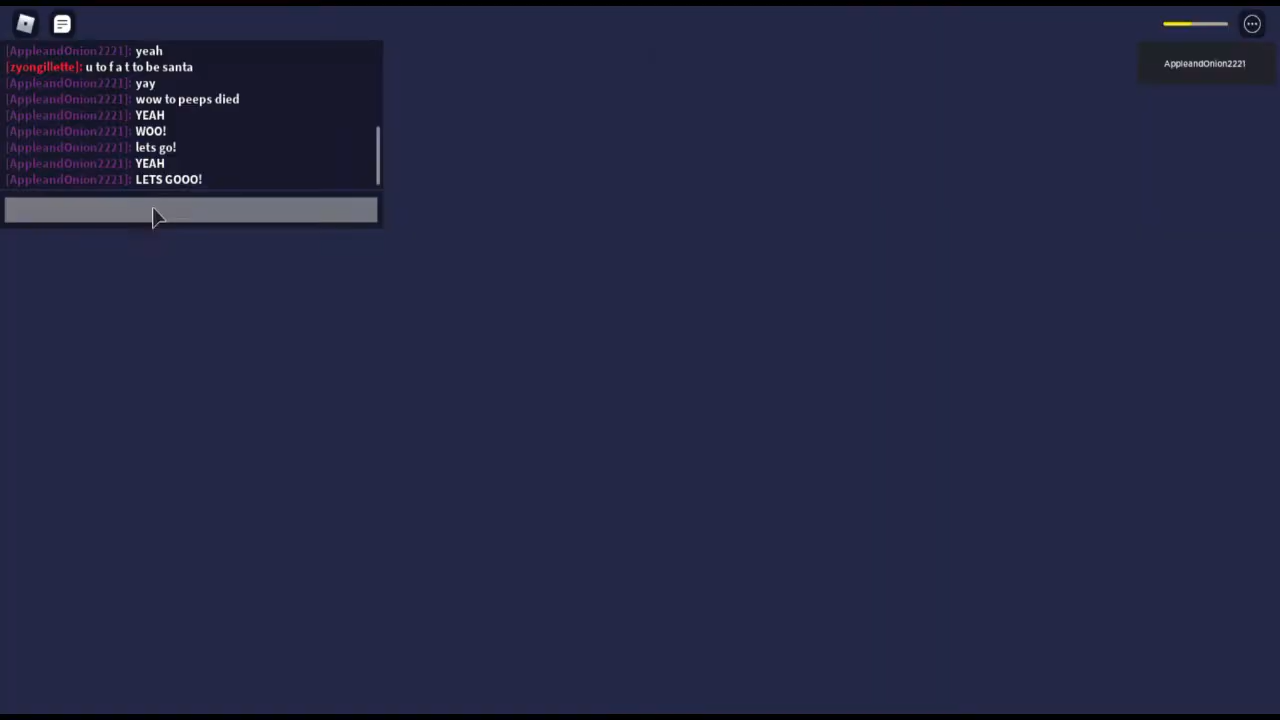 [AppleandOnion2221]: yeah
[zyongillette]: u to f a t to be santa
[AppleandOnion2221]: yay
[AppleandOnion2221]: wow to peeps died
[AppleandOnion2221]: YEAH
[AppleandOnion2221]: WOO!
[AppleandOnion2221]: lets go!
[AppleandOnion2221]: YEAH
[AppleandOnion2221]: LETS GOOO!
AppleandOnion2221